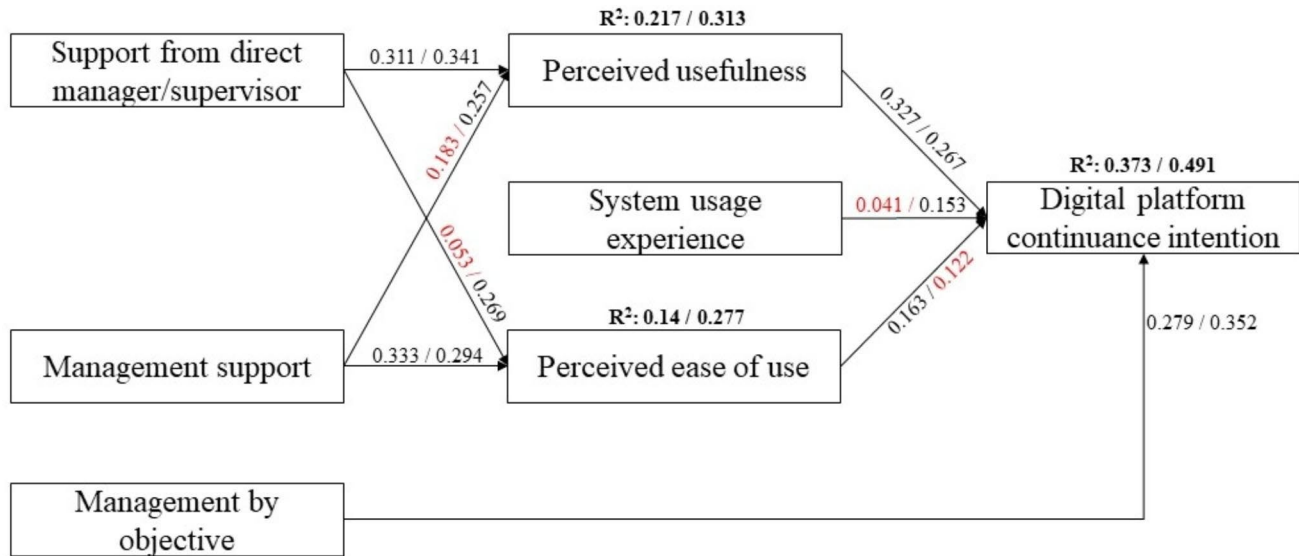 R²: 0.217 / 0.313
Support from direct
manager/supervisor
0.311 / 0.341
Perceived usefulness
0.183 / 0.257
0.327 / 0.267
R²: 0.373 / 0.491
System usage
experience
0.041 / 0.153
Digital platform
continuance intention
0.053 / 0.269
R²: 0.14 / 0.277
0.163 / 0.122
0.279 / 0.352
Management support
0.333 / 0.294
Perceived ease of use
Management by
objective